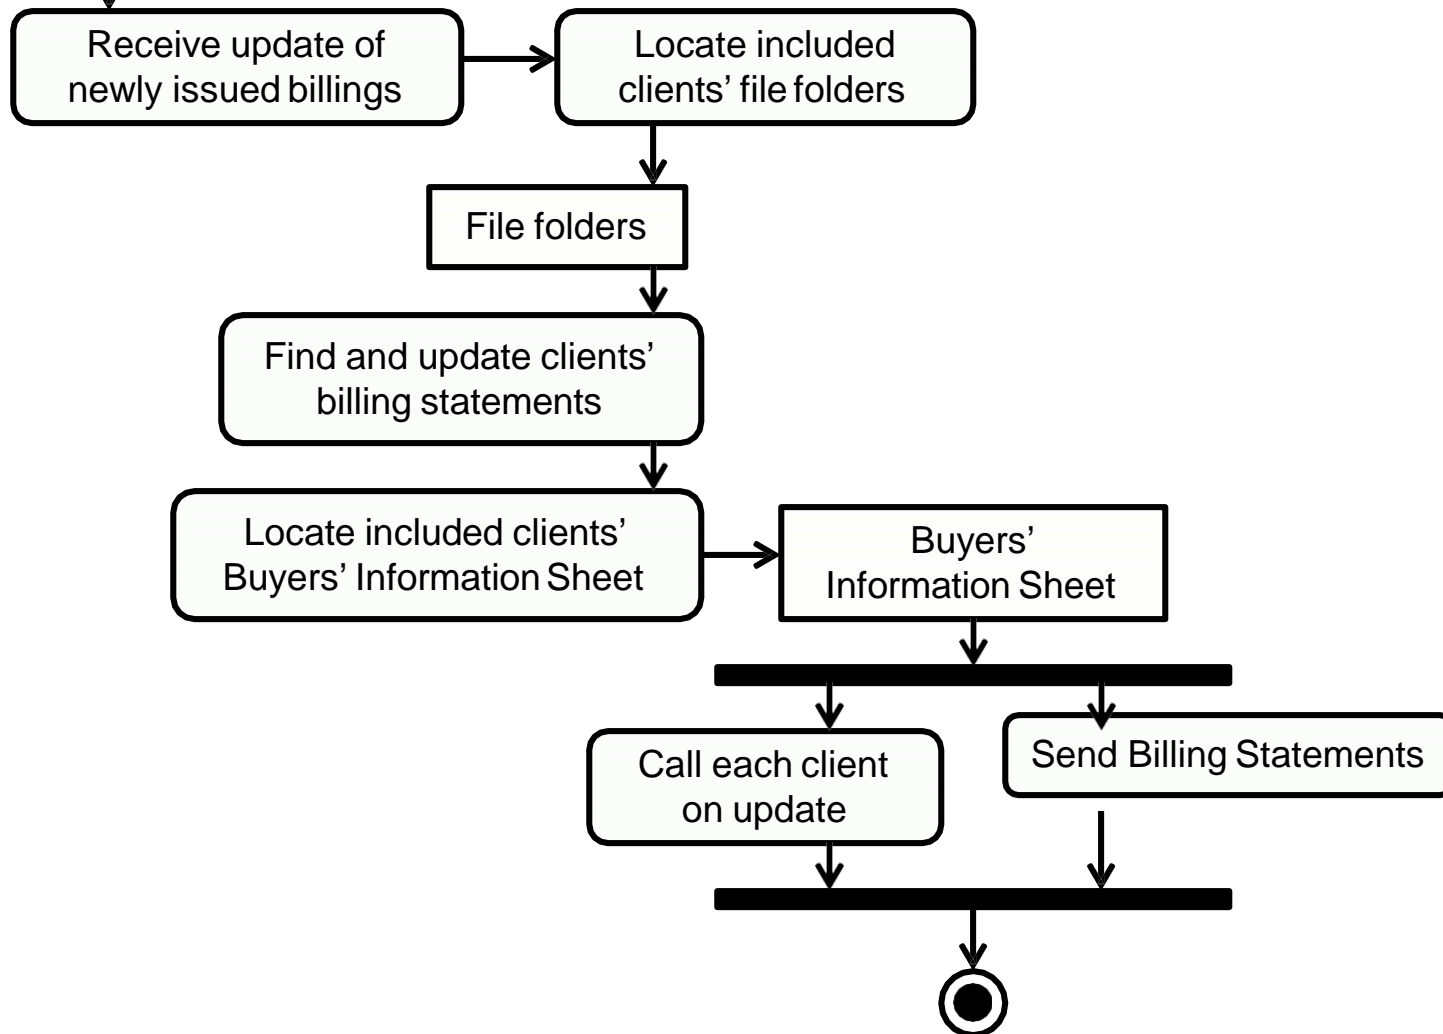 Receive update of
newly issued billings
Locate included
clients’ file folders
File folders
Find and update clients’
billing statements
Locate included clients’
Buyers’ Information Sheet
Buyers’
Information Sheet
Call each client
on update
Send Billing Statements